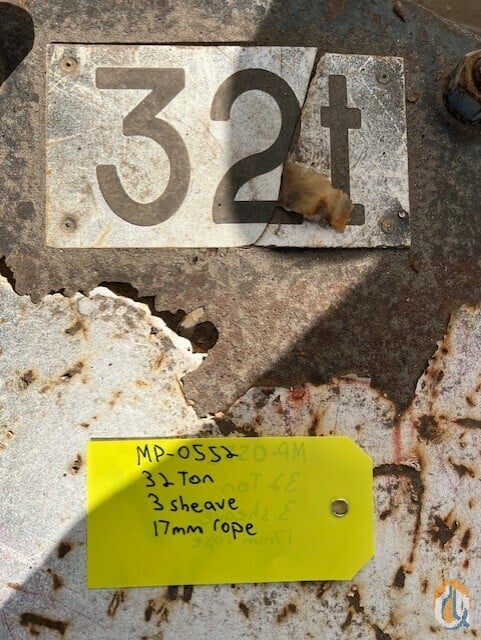 32t
MP-0552
32 Ton
3 sheave
17mm rope